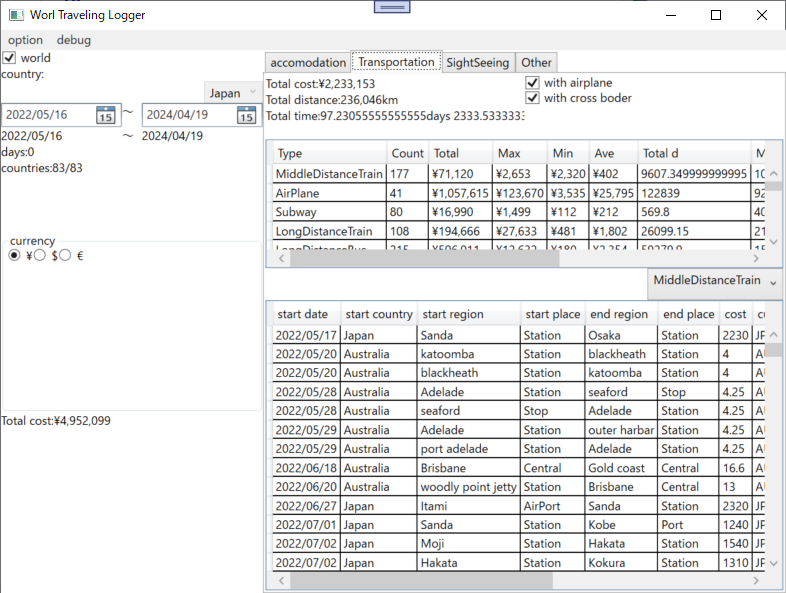 Worl Traveling Logger
option debug
world
country:
Japan
2022/05/16 15 ~ 2024/04/19 15
2022/05/16 ~ 2024/04/19
days:0
countries:83/83
currency
¥ $ €
Total cost:¥4,952,099
accomodation Transportation SightSeeing Other
Total cost:¥2,233,153
Total distance:236,046km
Total time:97.23055555555555days 2333.533333
with airplane
with cross boder
Type Count Total Max Min Ave Total d
MiddleDistanceTrain 177 ¥71,120 ¥2,653 ¥2,320 ¥402 9607.349999999995
AirPlane 41 ¥1,057,615 ¥123,670 ¥3,535 ¥25,795 122839
Subway 80 ¥16,990 ¥1,499 ¥112 ¥212 569.8
LongDistanceTrain 108 ¥194,666 ¥27,633 ¥481 ¥1,802 26099.15
MiddleDistanceTrain
start date start country start region start place end region end place cost
2022/05/17 Japan Sanda Station Osaka Station 2230 JP
2022/05/20 Australia katoomba Station blackheath Station 4 AU
2022/05/20 Australia blackheath Station katoomba Station 4 AU
2022/05/28 Australia Adelade Station seaford Stop 4.25 AU
2022/05/28 Australia seaford Stop Adelade Station 4.25 AU
2022/05/29 Australia Adelade Station outer harbar Station 4.25 AU
2022/05/29 Australia port adelade Station Adelade Station 4.25 AU
2022/06/18 Australia Brisbane Central Gold coast Central 16.6 AU
2022/06/20 Australia woodly point jetty Station Brisbane Central 13 AU
2022/06/27 Japan Itami AirPort Sanda Station 2320 JP
2022/07/01 Japan Sanda Station Kobe Port 1240 JP
2022/07/02 Japan Moji Station Hakata Station 1540 JP
2022/07/02 Japan Hakata Station Kokura Station 1310 JP